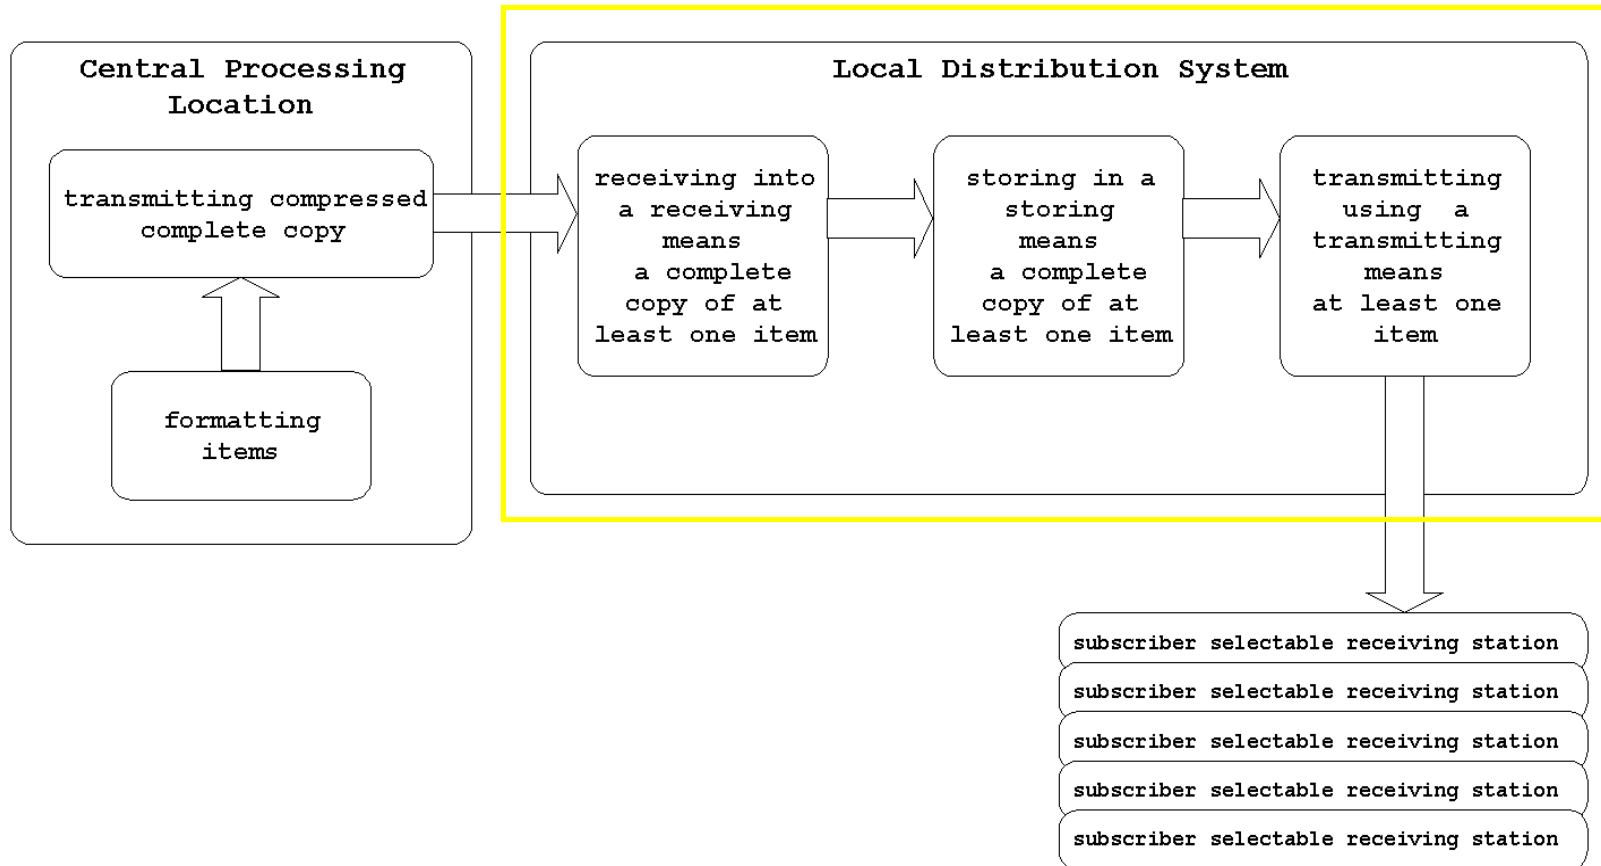 Central Processing
Location
transmitting compressed
complete copy
formatting
items
Local Distribution System
receiving into
a receiving
means
a complete
copy of at
least one item
storing in a
storing
means
a complete
copy of at
least one item
transmitting
using a
transmitting
means
at least one
item
subscriber selectable receiving station
subscriber selectable receiving station
subscriber selectable receiving station
subscriber selectable receiving station
subscriber selectable receiving station